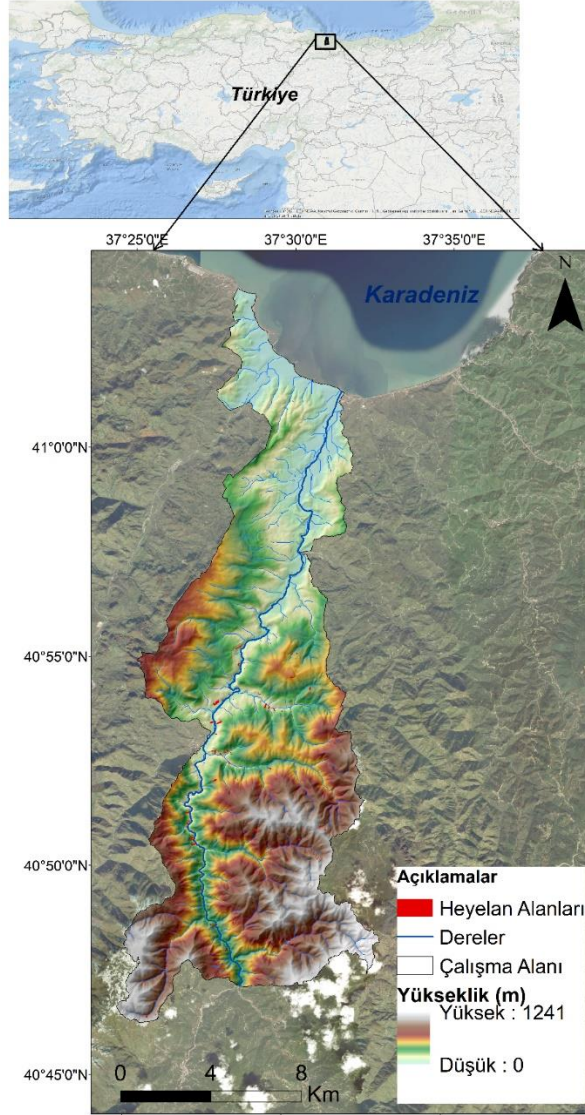 Türkiye
37°25'0"E
37°30'0"E
37°35'0"E
N
Karadeniz
41°0'0"N
40°55'0"N
40°50'0"N
40°45'0"N
Açıklamalar
Heyelan Alanları
Dereler
Çalışma Alanı
Yükseklik (m)
Yüksek : 1241
Düşük : 0
0 4 8
Km